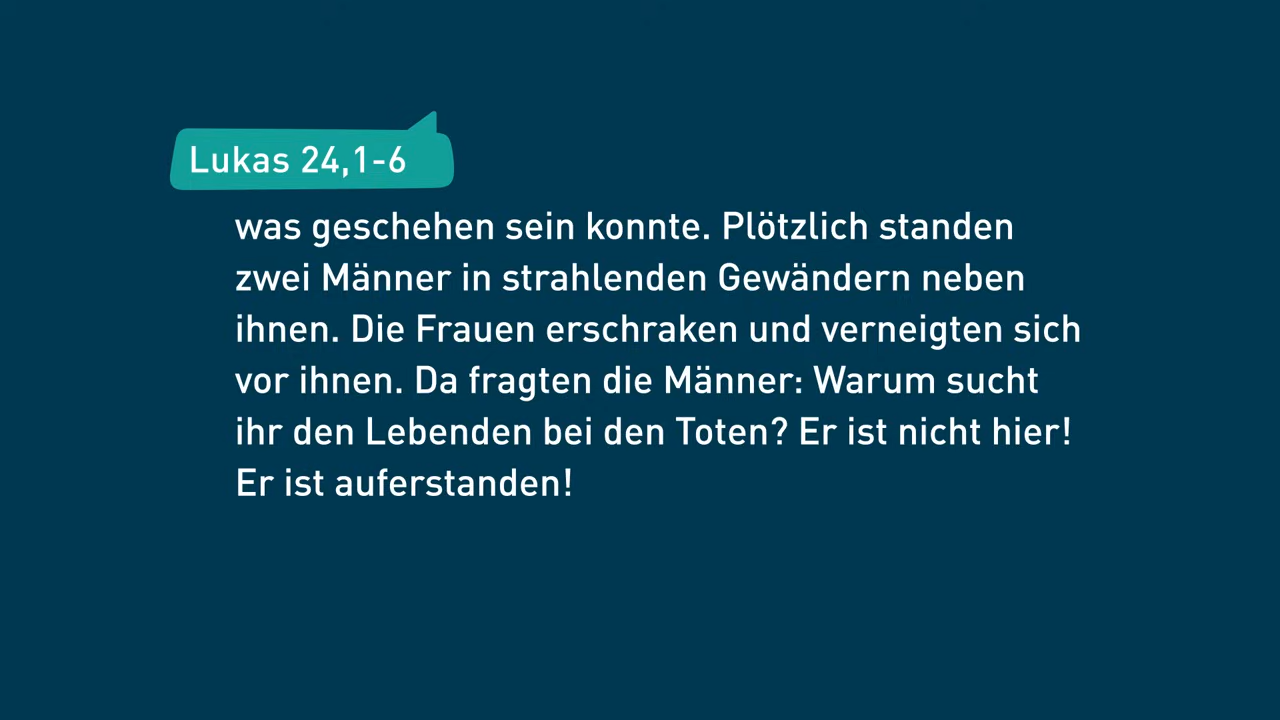 Lukas 24,1-6
was geschehen sein konnte. Plötzlich standen
zwei Männer in strahlenden Gewändern neben
ihnen. Die Frauen erschraken und verneigten sich
vor ihnen. Da fragten die Männer: Warum sucht
ihr den Lebenden bei den Toten? Er ist nicht hier!
Er ist auferstanden!